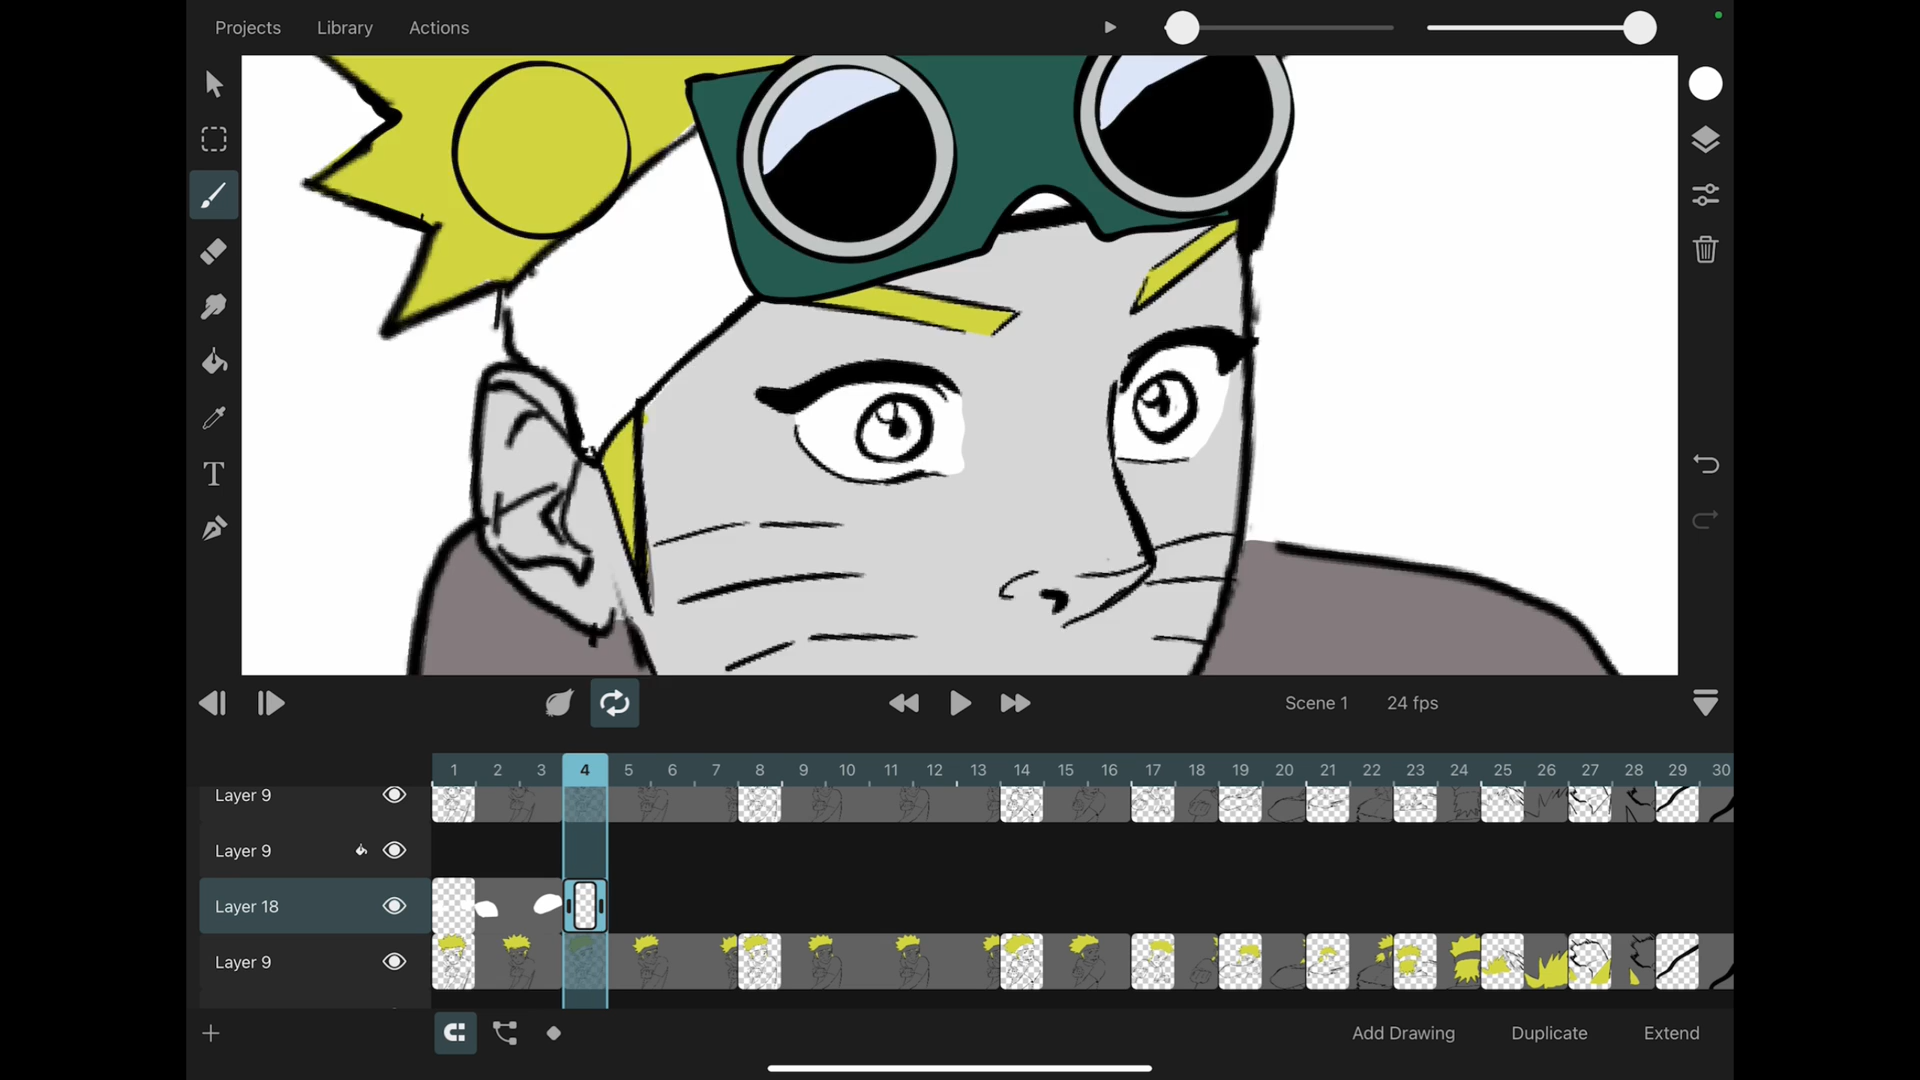 Projects Library Actions
T
Scene 1 24 fps
1 2 3 4 5 6 7 8 9 10 11 12 13 14 15 16 17 18 19 20 21 22 23 24 25 26 27 28 29 30
Layer 9
Layer 9
Layer 18
Layer 9
Add Drawing Duplicate Extend